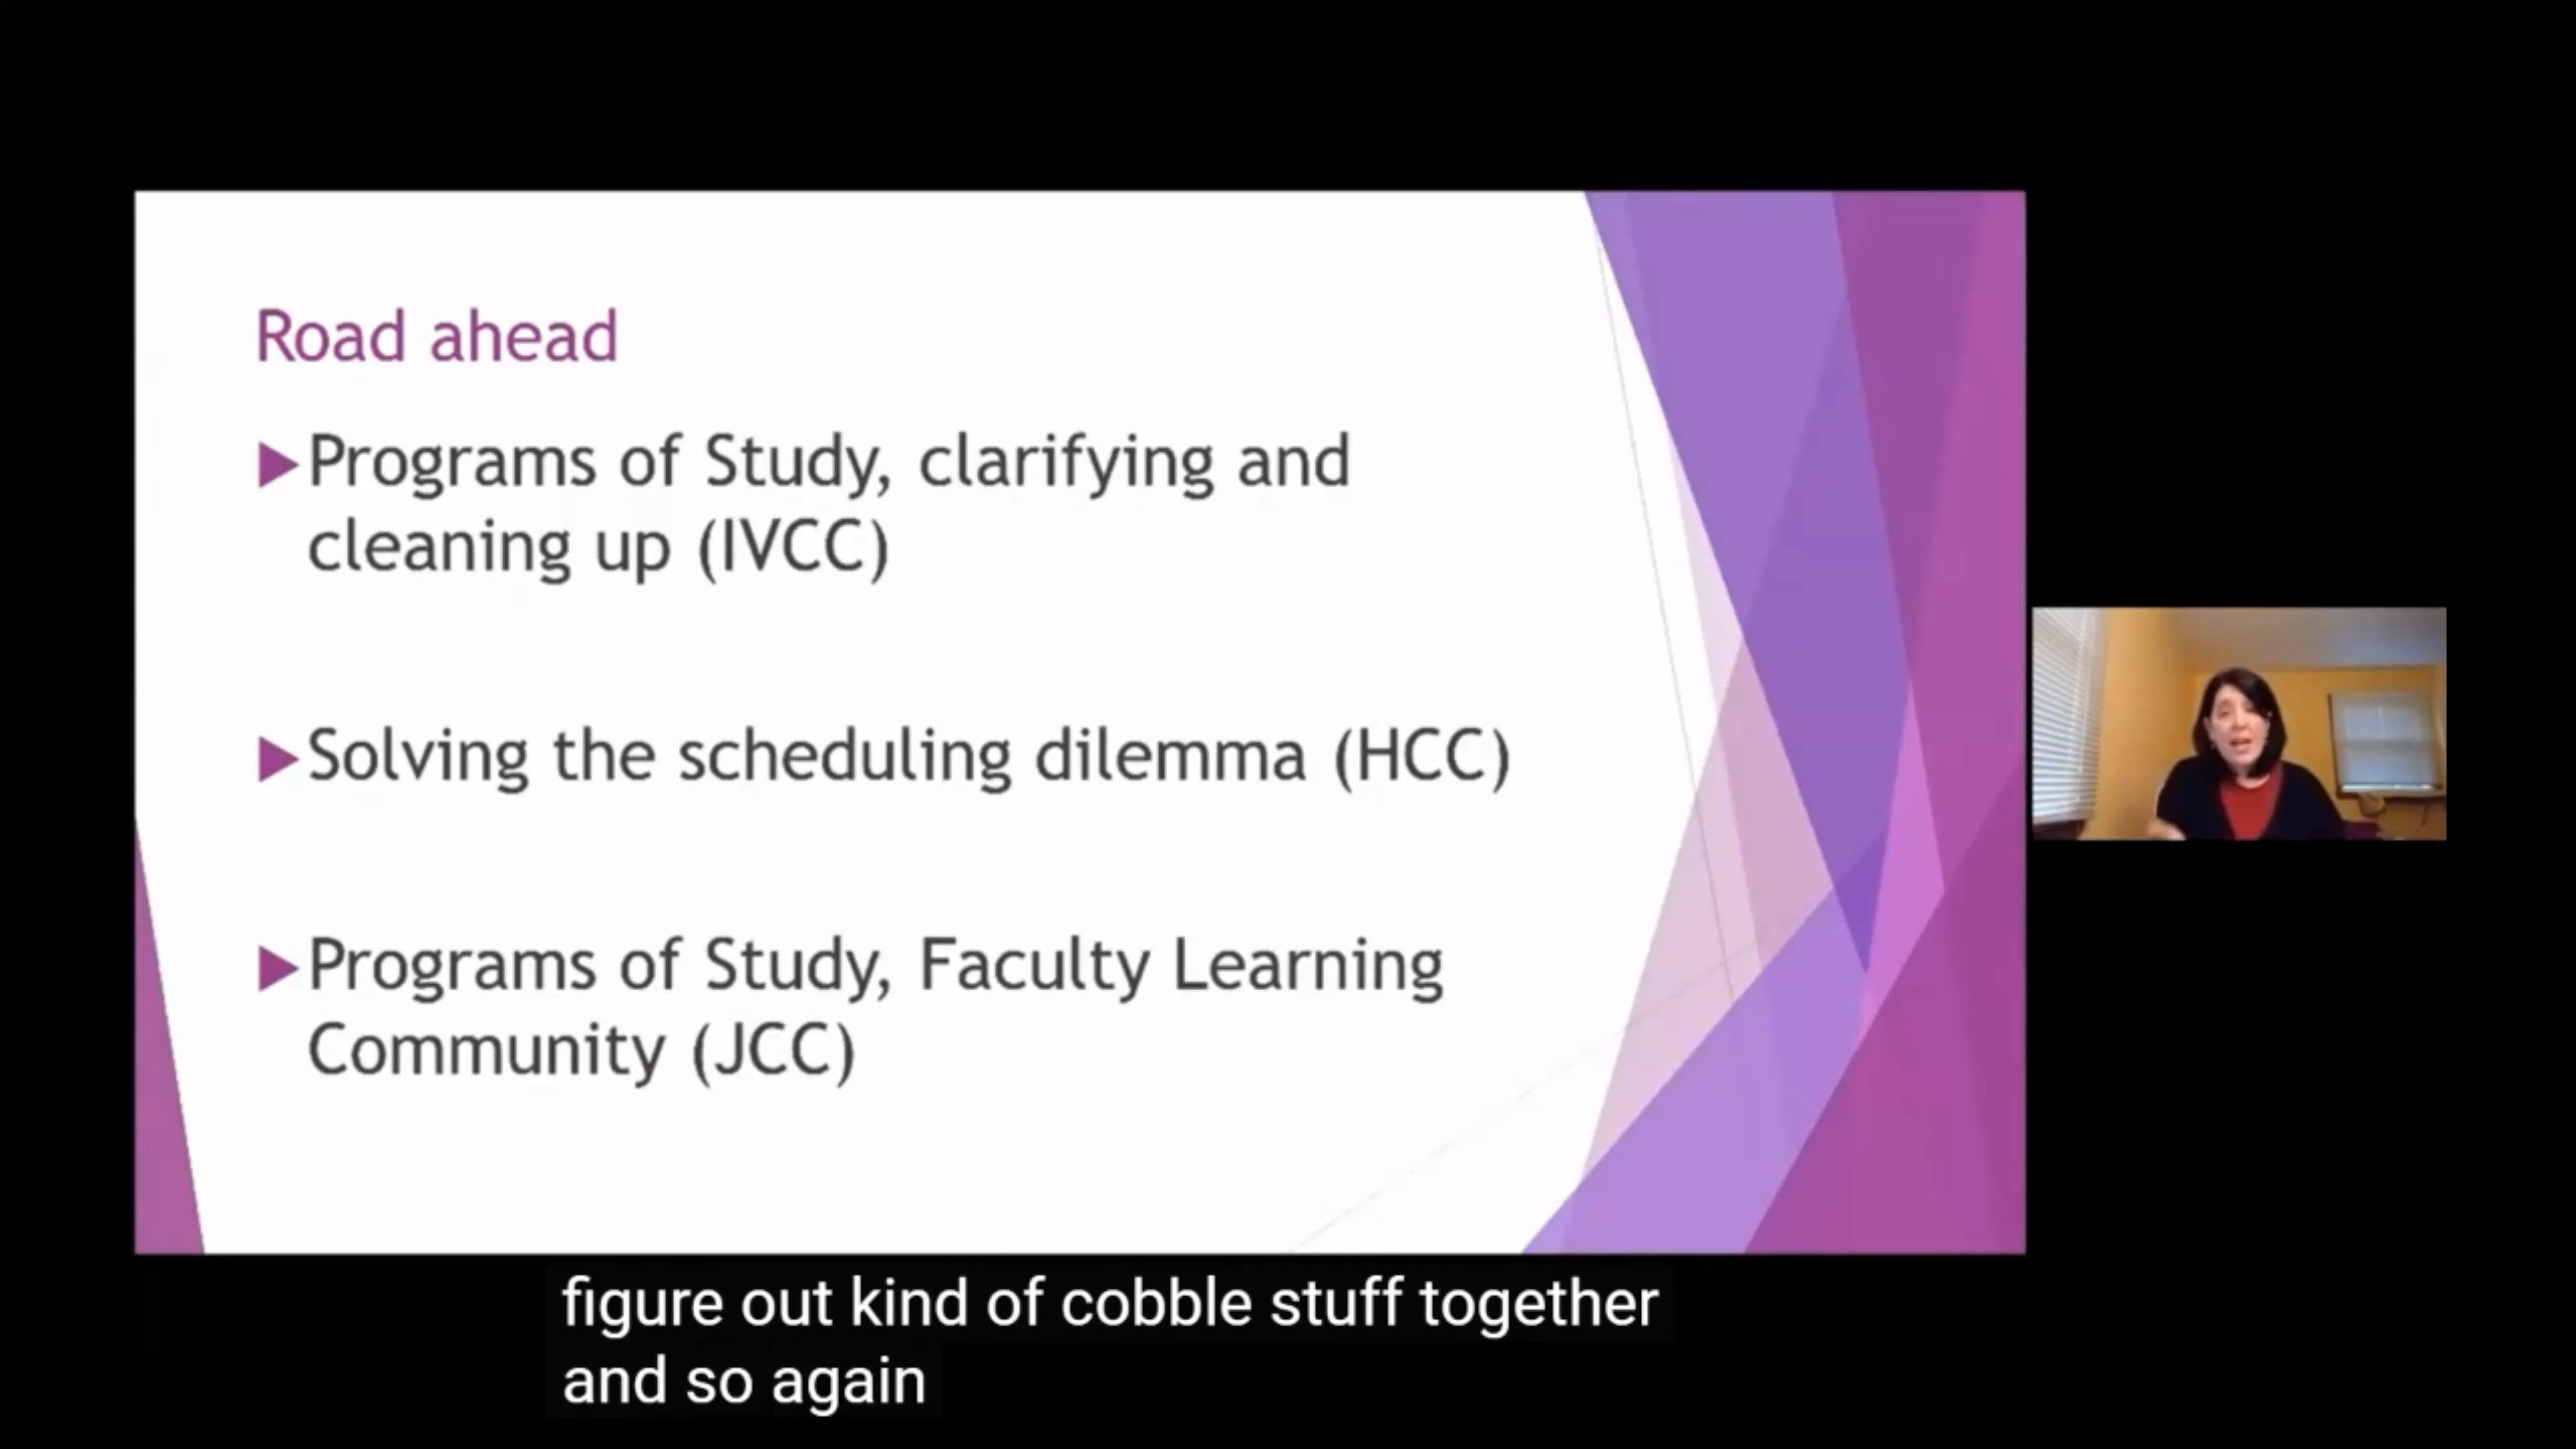 Road ahead
Programs of Study, clarifying and
cleaning up (IVCC)
Solving the scheduling dilemma (HCC)
Programs of Study, Faculty Learning
Community (JCC)
figure out kind of cobble stuff together
and so again